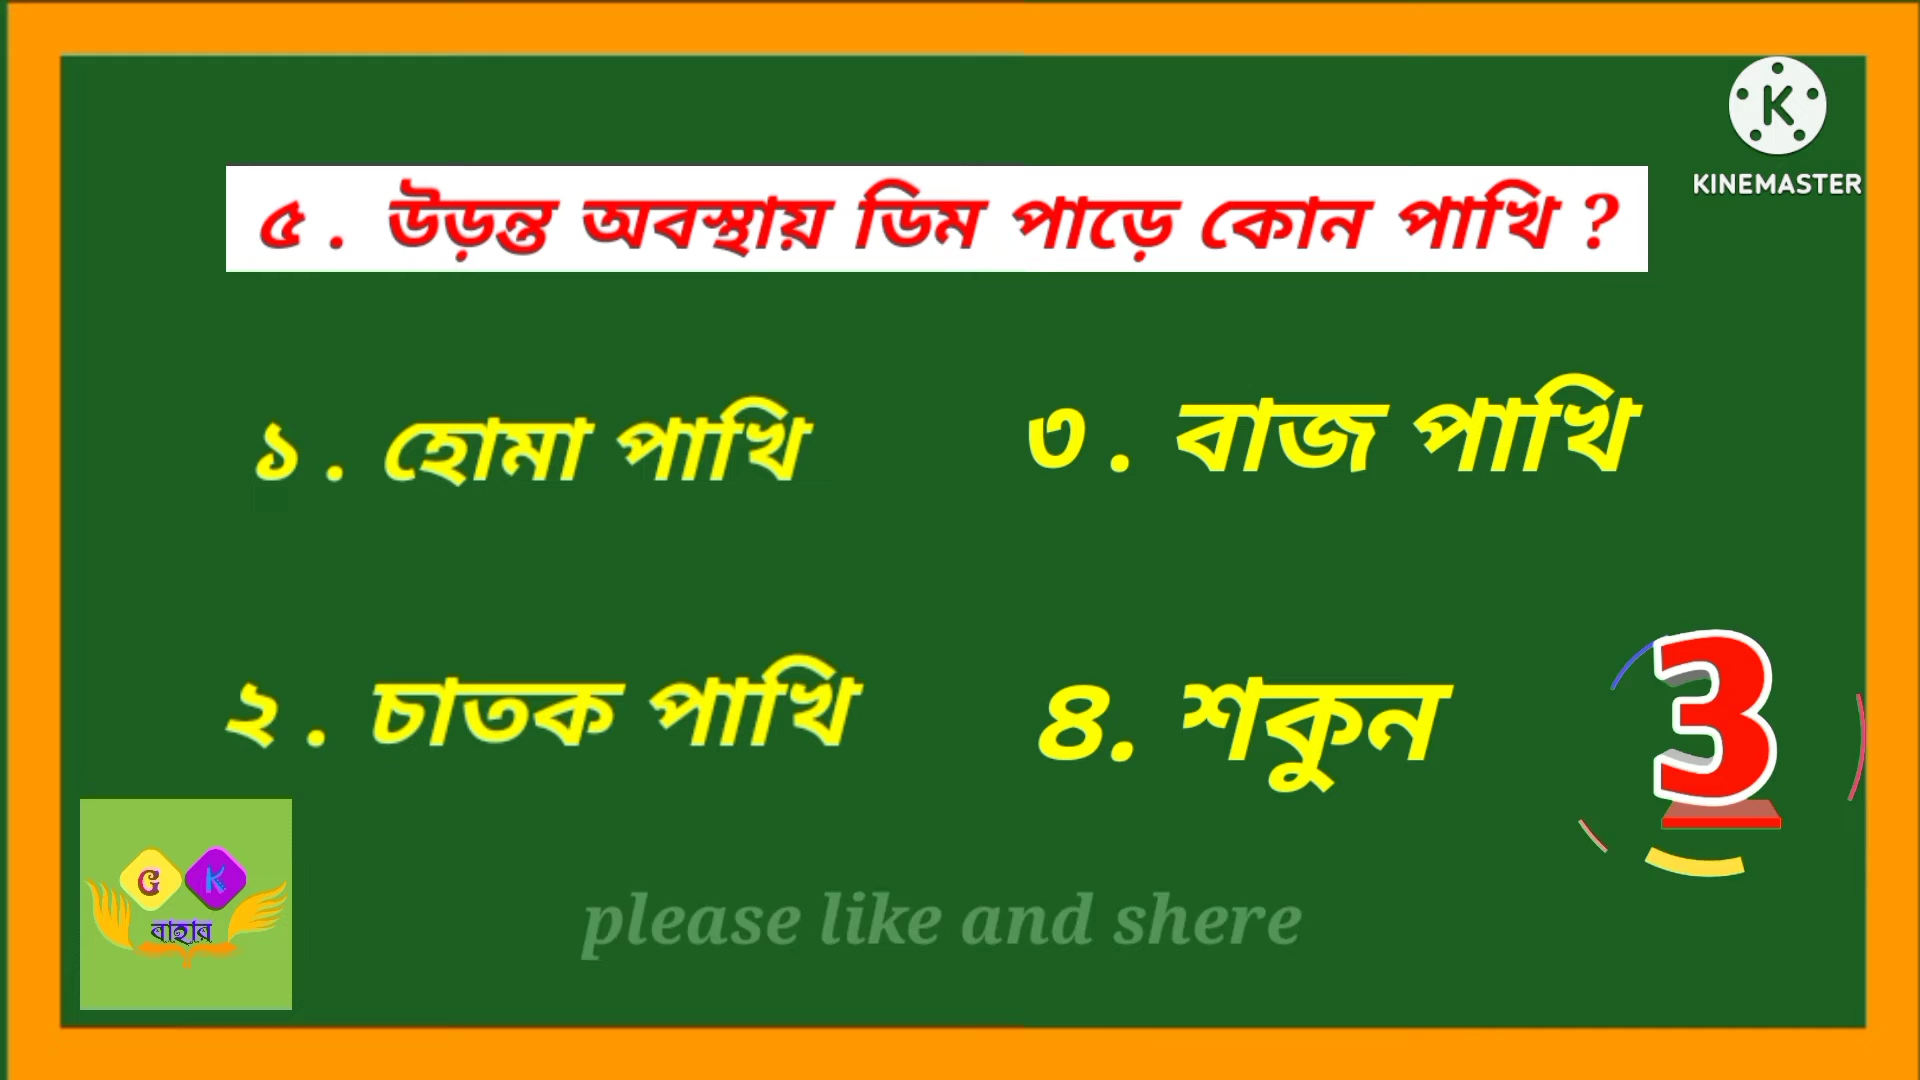 KINEMASTER
৫ . উড়ন্ত অবস্থায় ডিম পাড়ে কোন পাখি ?
১ . হোমা পাখি
৩ . বাজ পাখি
২ . চাতক পাখি
৪. শকুন
3
G K
বাহার
please like and shere